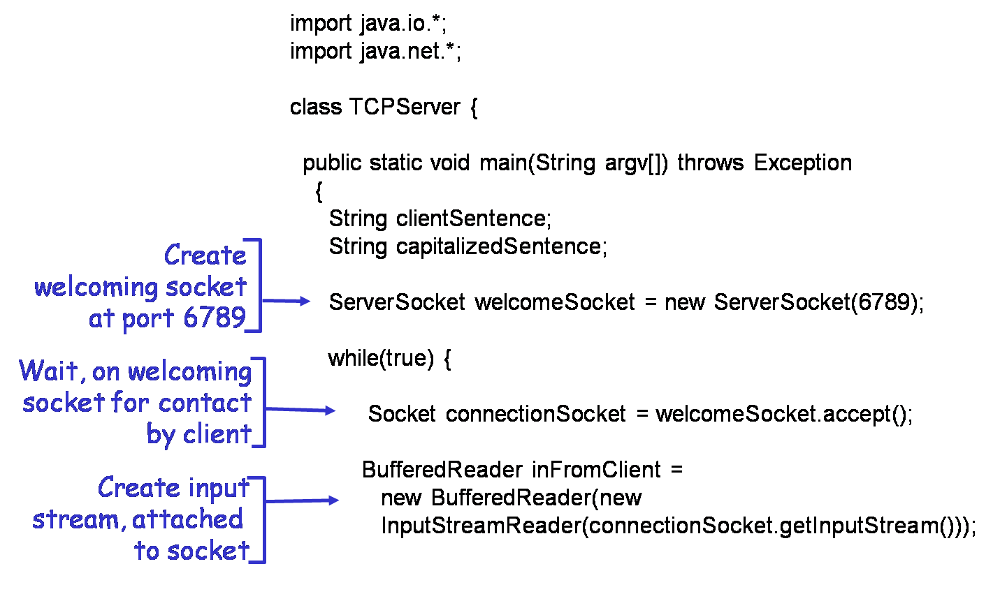 import java.io.*;
import java.net.*;
class TCPServer {
public static void main(String argv[]) throws Exception
{
String clientSentence;
String capitalizedSentence;
Create
welcoming socket
at port 6789
ServerSocket welcomeSocket = new ServerSocket(6789);
while(true) {
Wait, on welcoming
socket for contact
by client
Socket connectionSocket = welcomeSocket.accept();
BufferedReader inFromClient =
new BufferedReader(new
InputStreamReader(connectionSocket.getInputStream()));
Create input
stream, attached
to socket